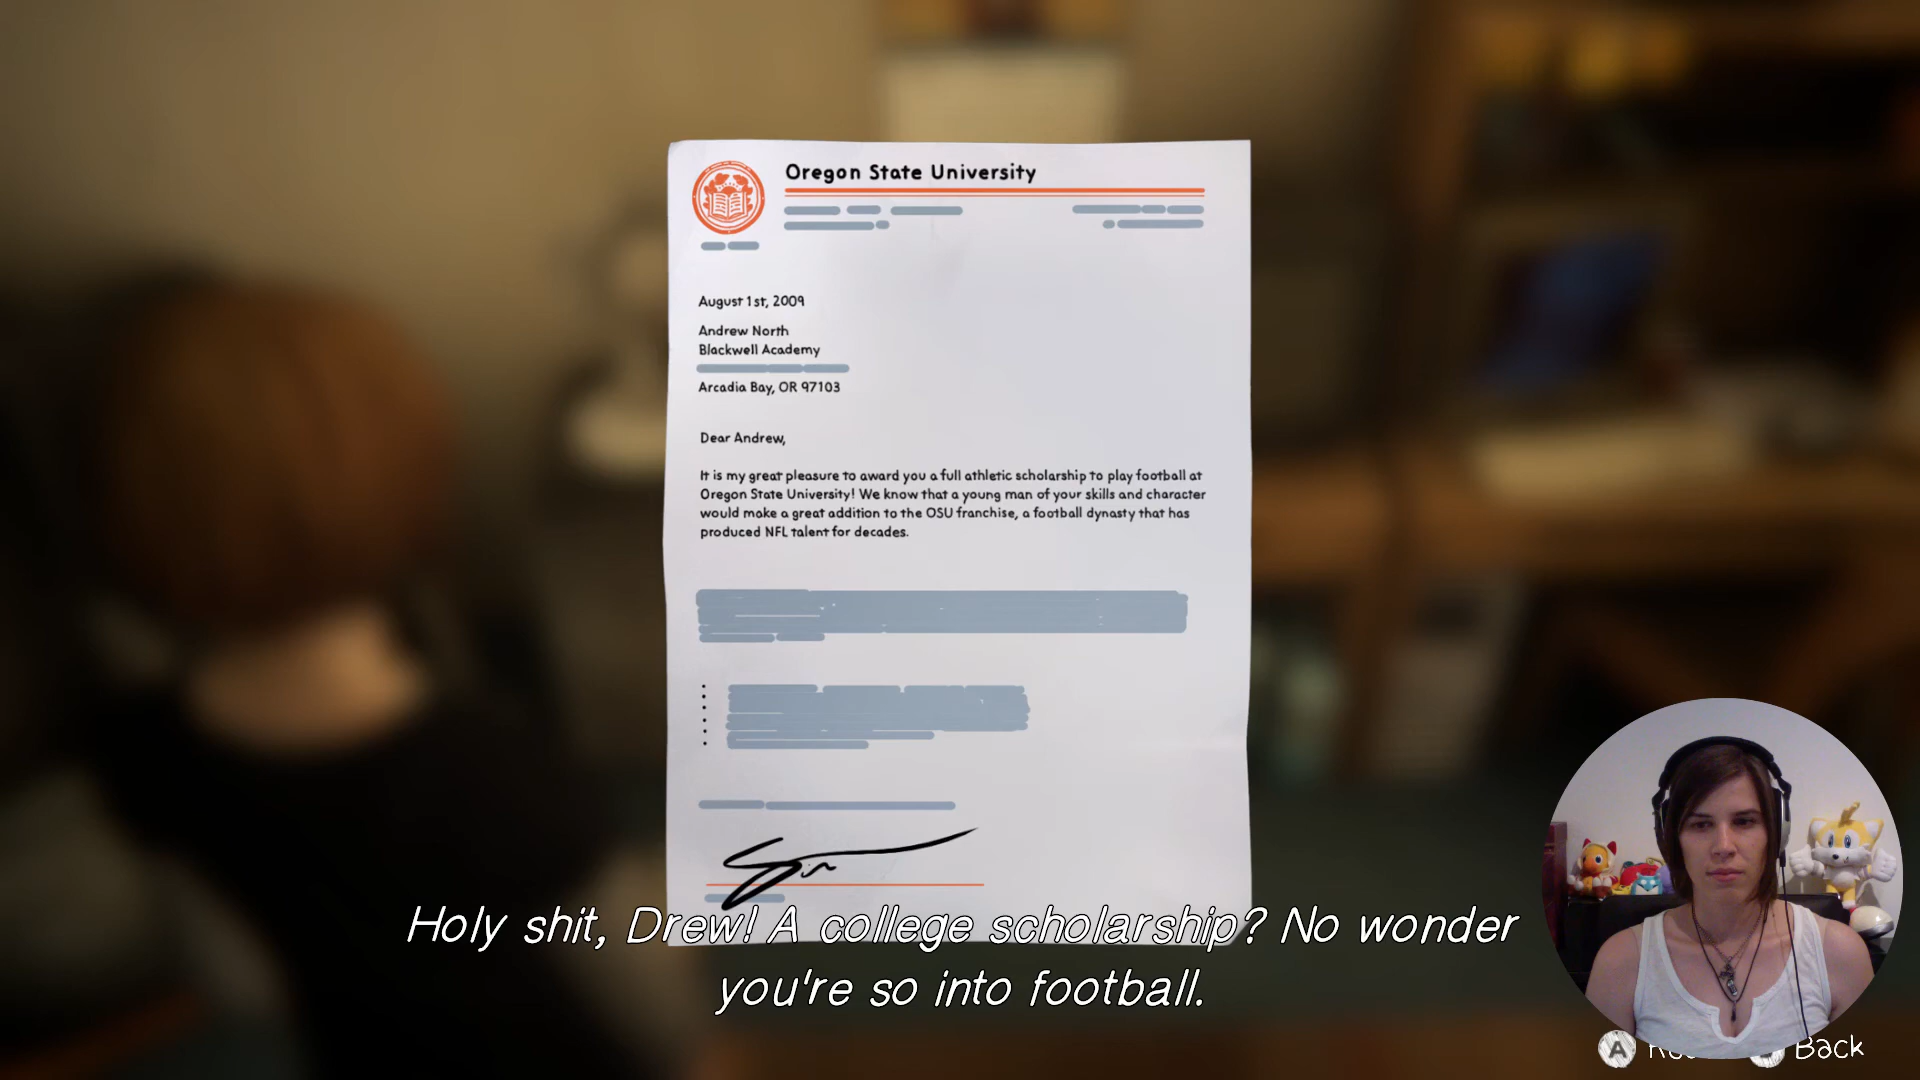 Oregon State University
August 1st, 2009
Andrew North
Blackwell Academy
Arcadia Bay, OR 97103
Dear Andrew,
It is my great pleasure to award you a full athletic scholarship to play football at
Oregon State University! We know that a young man of your skills and character
would make a great addition to the OSU franchise, a football dynasty that has
produced NFL talent for decades.
Holy shit, Drew! A college scholarship? No wonder
you're so into football.
A
Back